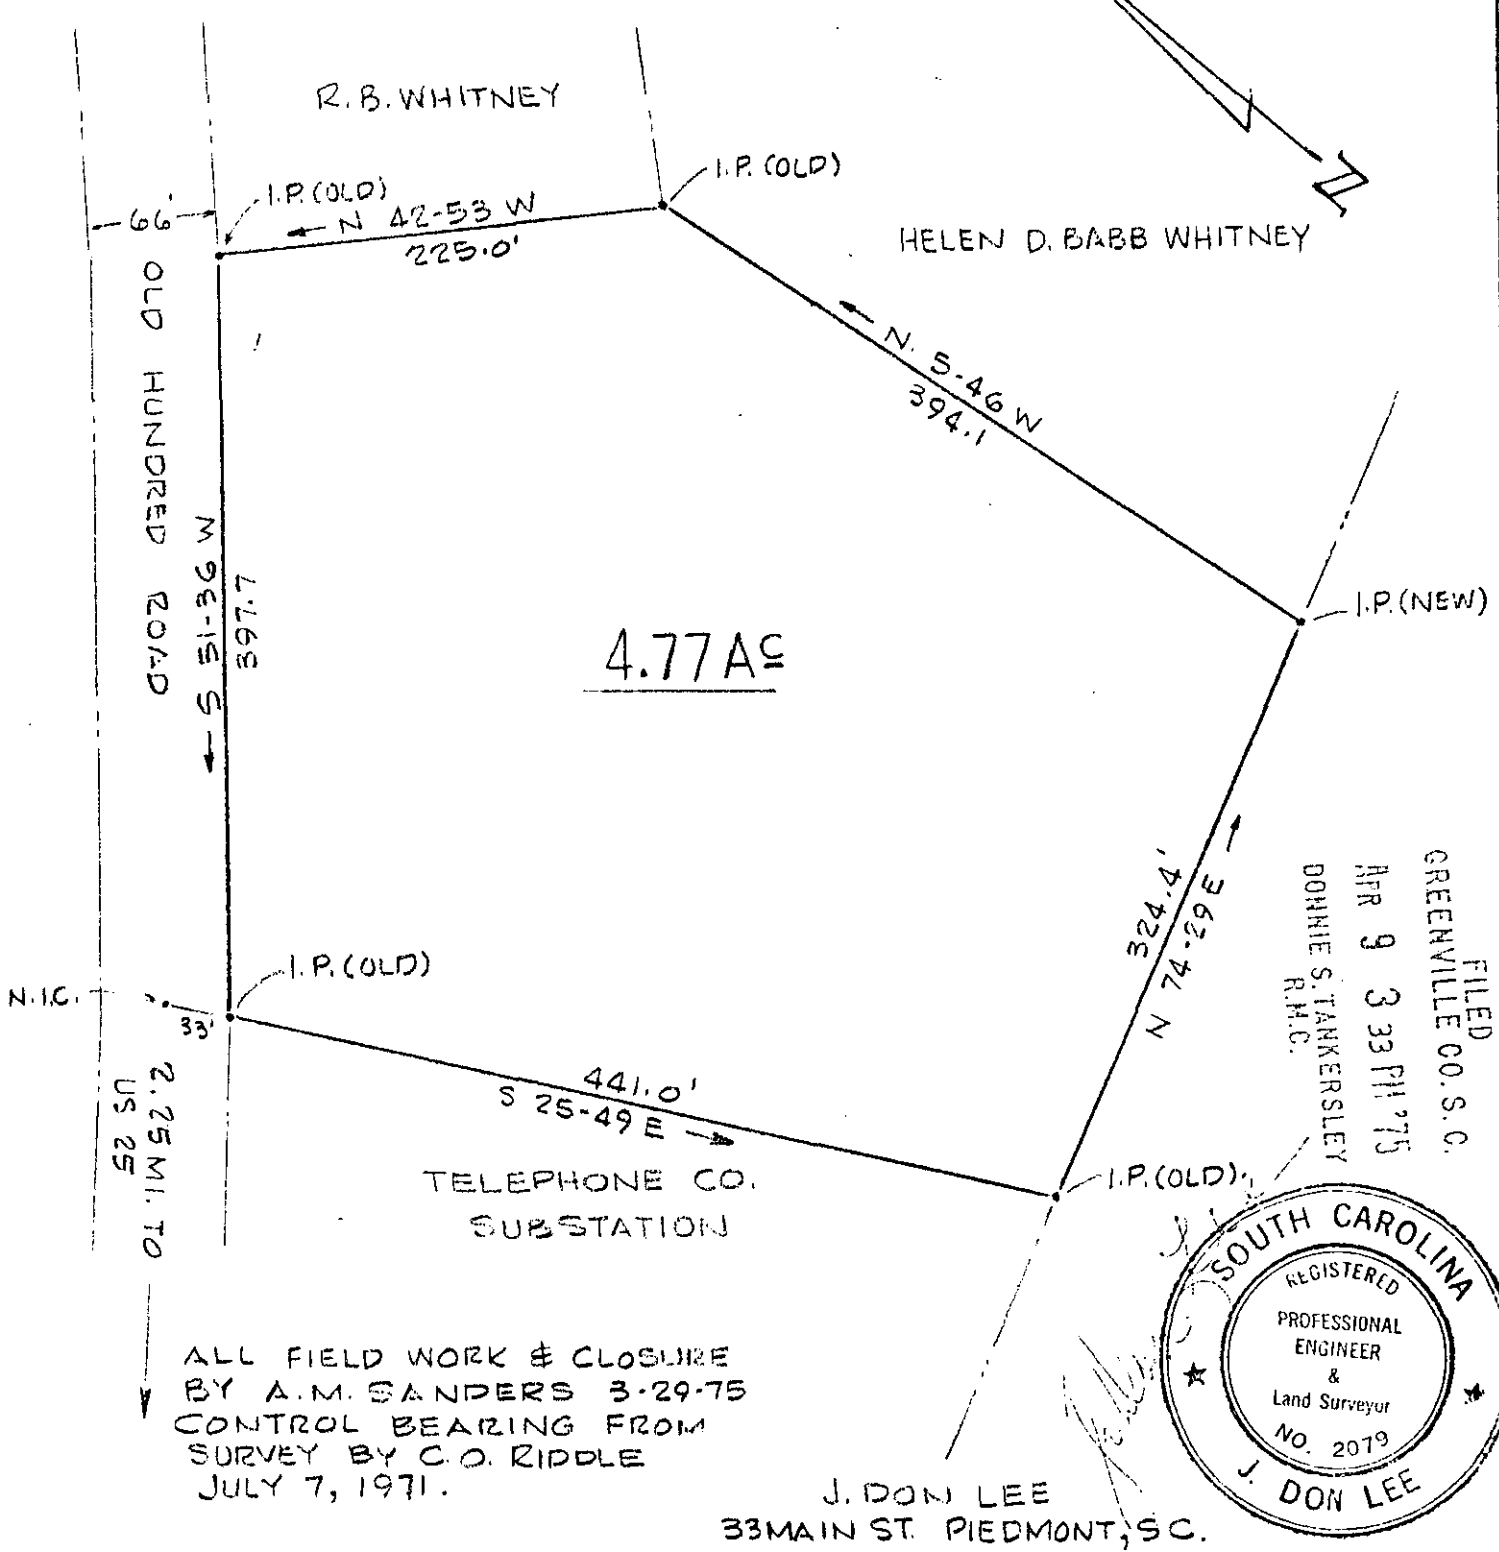 R.B. WHITNEY
I.P. (OLD)
I.P. (OLD)
N
66'
N 42-53 W
225.0'
HELEN D. BABB WHITNEY
OLD HUNDRED ROAD
N. 5-46 W
394.1
S 51-36 W
397.7
I.P. (NEW)
4.77 Ac
324.4'
N 74-29 E
I.P. (OLD)
N.I.C.
33'
441.0'
S 25-49 E
2.25 MI. TO
US 25
TELEPHONE CO.
SUBSTATION
I.P. (OLD)
FILED
GREENVILLE CO. S. C.
APR 9 3 33 PM '75
DONNIE S. TANKERSLEY
R.M.C.
ALL FIELD WORK & CLOSURE
BY A.M. SANDERS 3-29-75
CONTROL BEARING FROM
SURVEY BY C.O. RIDDLE
JULY 7, 1971.
SOUTH CAROLINA
REGISTERED
PROFESSIONAL
ENGINEER
&
Land Surveyor
NO. 2079
J. DON LEE
J. DON LEE
33 MAIN ST. PIEDMONT, SC.